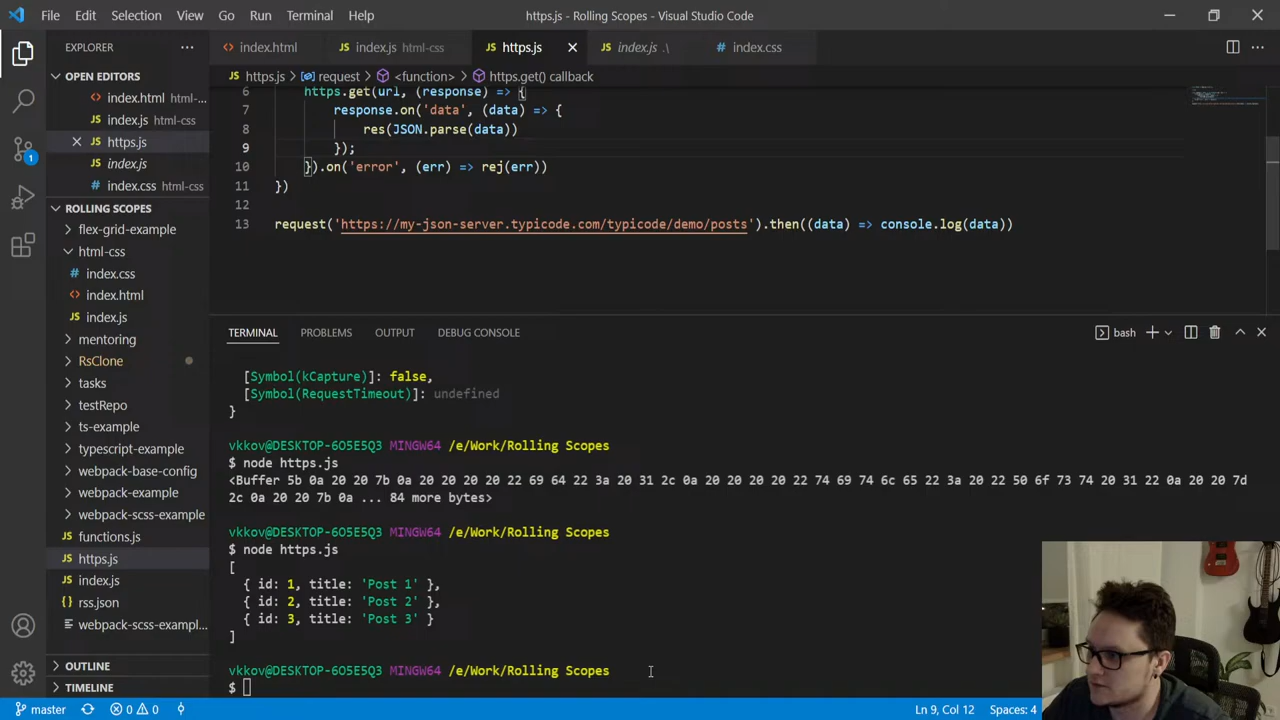 File Edit Selection View Go Run Terminal Help https.js - Rolling Scopes - Visual Studio Code
EXPLORER
index.html index.js html-css https.js index.js .\ index.css
OPEN EDITORS
index.html html-...
index.js html-css
https.js
index.js
index.css html-css
ROLLING SCOPES
flex-grid-example
html-css
index.css
index.html
index.js
mentoring
RsClone
tasks
testRepo
ts-example
typescript-example
webpack-base-config
webpack-example
webpack-scss-example
functions.js
https.js
index.js
rss.json
webpack-scss-exampl...
OUTLINE
TIMELINE
https.js > request > <function> > https.get() callback
6 https.get(url, (response) => {
7 response.on('data', (data) => {
8 res(JSON.parse(data))
9 });
10 }).on('error', (err) => rej(err))
11 })
12
13 request('https://my-json-server.typicode.com/typicode/demo/posts').then((data) => console.log(data))
TERMINAL PROBLEMS OUTPUT DEBUG CONSOLE bash
[Symbol(kCapture)]: false,
[Symbol(RequestTimeout)]: undefined
}
vkkov@DESKTOP-6O5E5Q3 MINGW64 /e/Work/Rolling Scopes
$ node https.js
<Buffer 5b 0a 20 20 7b 0a 20 20 20 20 22 69 64 22 3a 20 31 2c 0a 20 20 20 20 22 74 69 74 6c 65 22 3a 20 22 50 6f 73 74 20 31 22 0a 20 20 7d
2c 0a 20 20 7b 0a ... 84 more bytes>
vkkov@DESKTOP-6O5E5Q3 MINGW64 /e/Work/Rolling Scopes
$ node https.js
[
{ id: 1, title: 'Post 1' },
{ id: 2, title: 'Post 2' },
{ id: 3, title: 'Post 3' }
]
vkkov@DESKTOP-6O5E5Q3 MINGW64 /e/Work/Rolling Scopes
$
master 0 0 Ln 9, Col 12 Spaces: 4